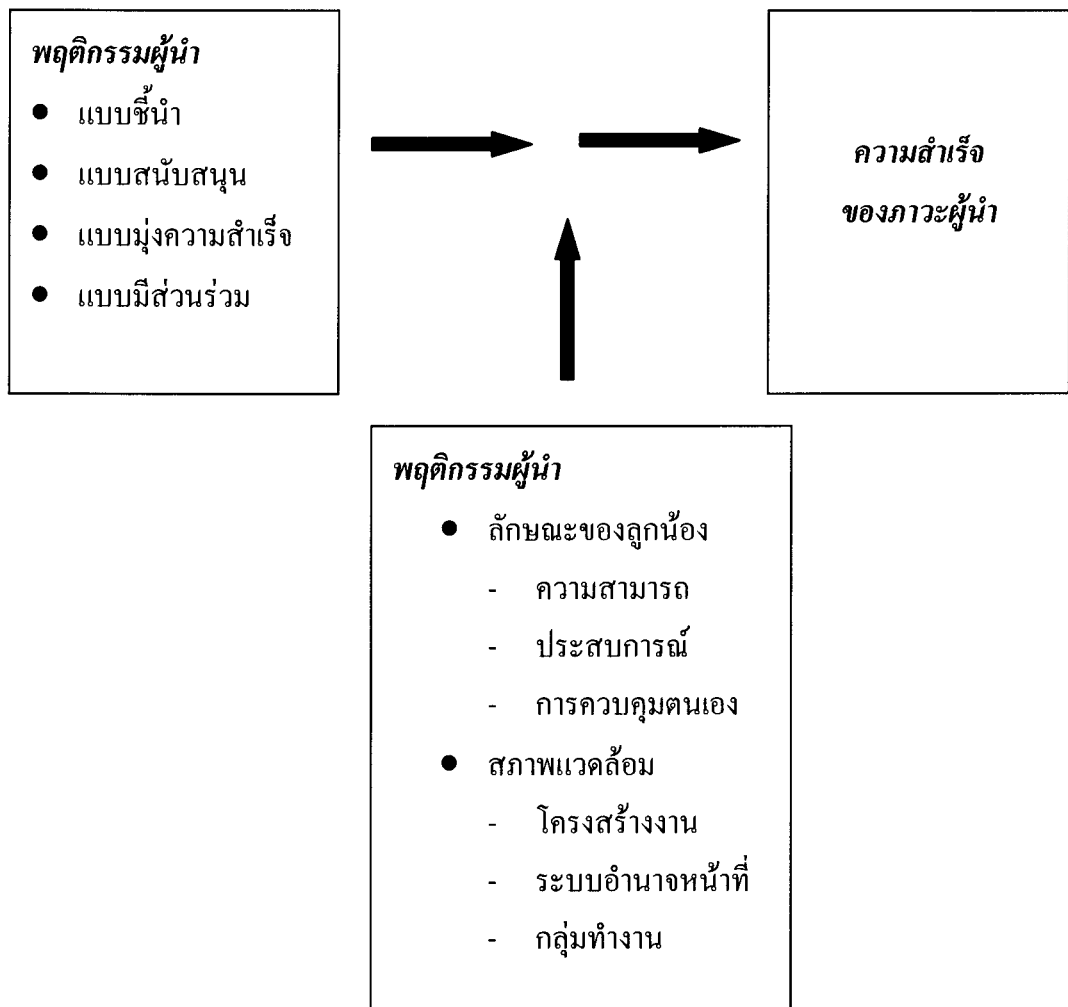 พฤติกรรมผู้นำ
● แบบชี้นำ
● แบบสนับสนุน
● แบบมุ่งความสำเร็จ
● แบบมีส่วนร่วม
ความสำเร็จ
ของภาวะผู้นำ
พฤติกรรมผู้นำ
● ลักษณะของลูกน้อง
- ความสามารถ
- ประสบการณ์
- การควบคุมตนเอง
● สภาพแวดล้อม
- โครงสร้างงาน
- ระบบอำนาจหน้าที่
- กลุ่มทำงาน